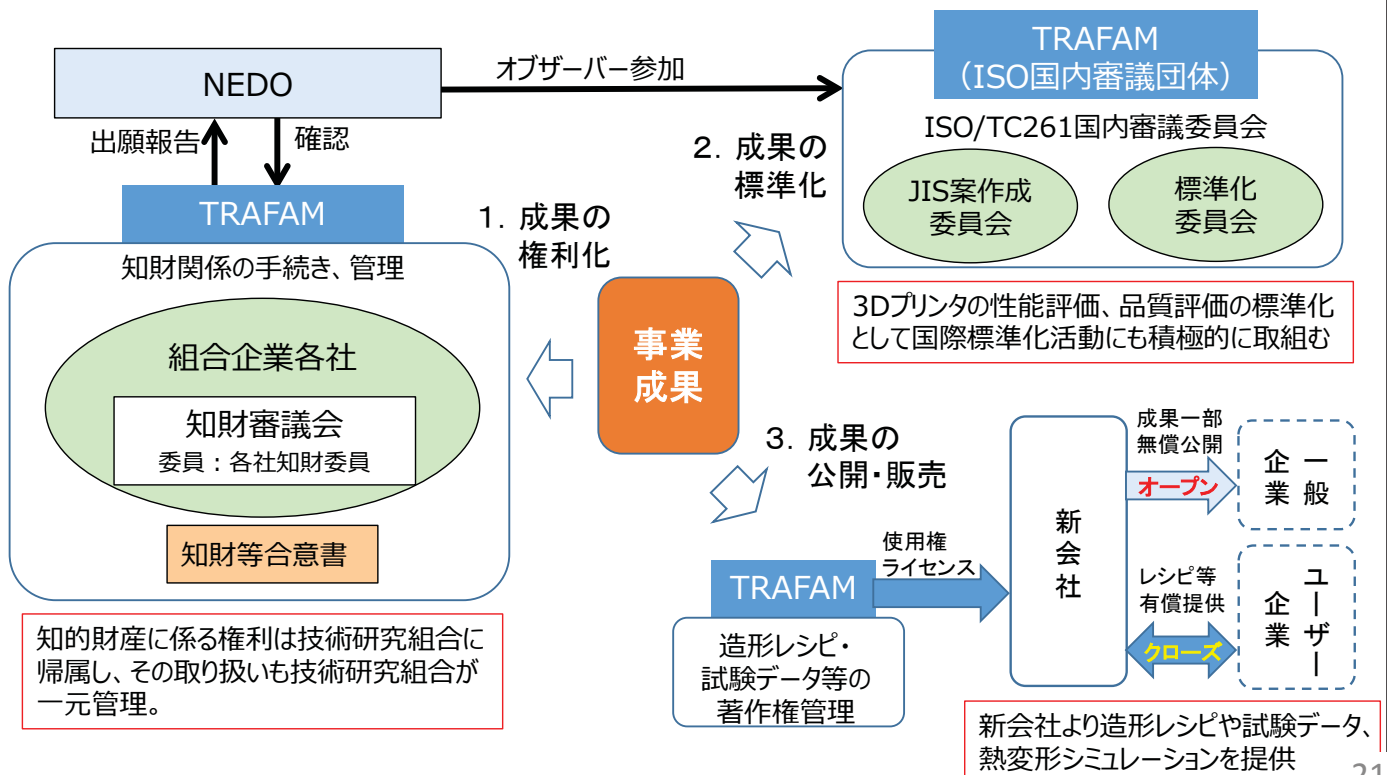 NEDO
オブザーバー参加
出願報告
確認
TRAFAM
知財関係の手続き、管理
組合企業各社
知財審議会
委員：各社知財委員
知財等合意書
知的財産に係る権利は技術研究組合に
帰属し、その取り扱いも技術研究組合が
一元管理。
1．成果の
権利化
事業
成果
2．成果の
標準化
TRAFAM
（ISO国内審議団体）
ISO/TC261国内審議委員会
JIS案作成
委員会
標準化
委員会
3Dプリンタの性能評価、品質評価の標準化
として国際標準化活動にも積極的に取組む
3．成果の
公開・販売
TRAFAM
造形レシピ・
試験データ等の
著作権管理
使用権
ライセンス
新会社
成果一部
無償公開
オープン
一般
企業
レシピ等
有償提供
クローズ
ユーザー
企業
新会社より造形レシピや試験データ、
熱変形シミュレーションを提供
21